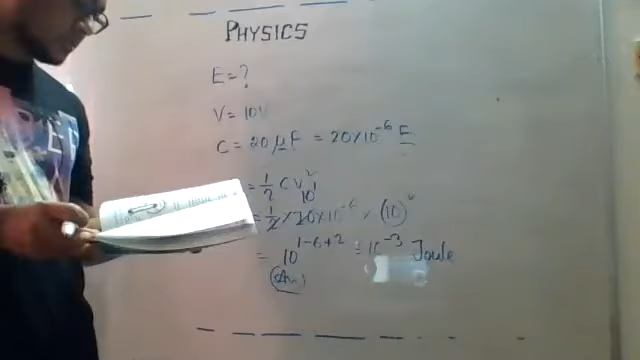 PHYSICS
E = ?
V = 10V
C = 20 μF = 20×10⁻⁶ F
= 1/2 CV²
= 1/2 × 20×10⁻⁶ × (10)²
10
= 10¹⁻⁶⁺² = 10⁻³ Joule
(Ans)